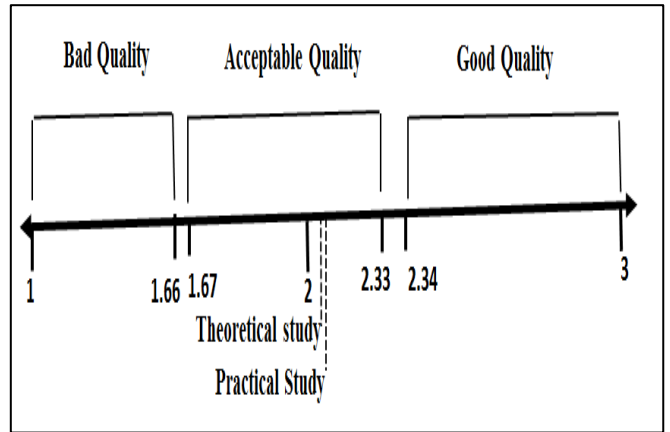 Bad Quality Acceptable Quality Good Quality
1 1.66 1.67 2 2.33 2.34 3
Theoretical study
Practical Study